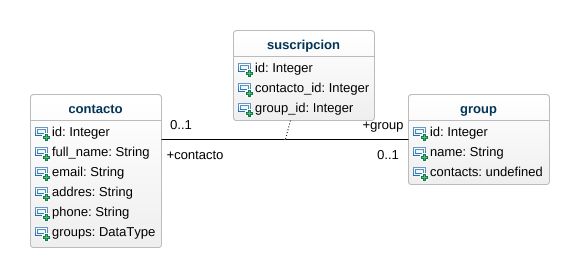 suscripcion
id: Integer
contacto_id: Integer
group_id: Integer
contacto
id: Integer
full_name: String
email: String
addres: String
phone: String
groups: DataType
0..1
+contacto
+group
0..1
group
id: Integer
name: String
contacts: undefined